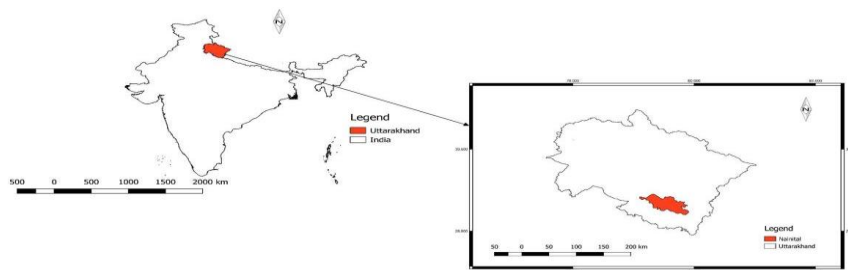 N
Legend
Uttarakhand
India
500 0 500 1000 1500 2000 km
N
Legend
Nainital
Uttarakhand
50 0 50 100 150 200 km